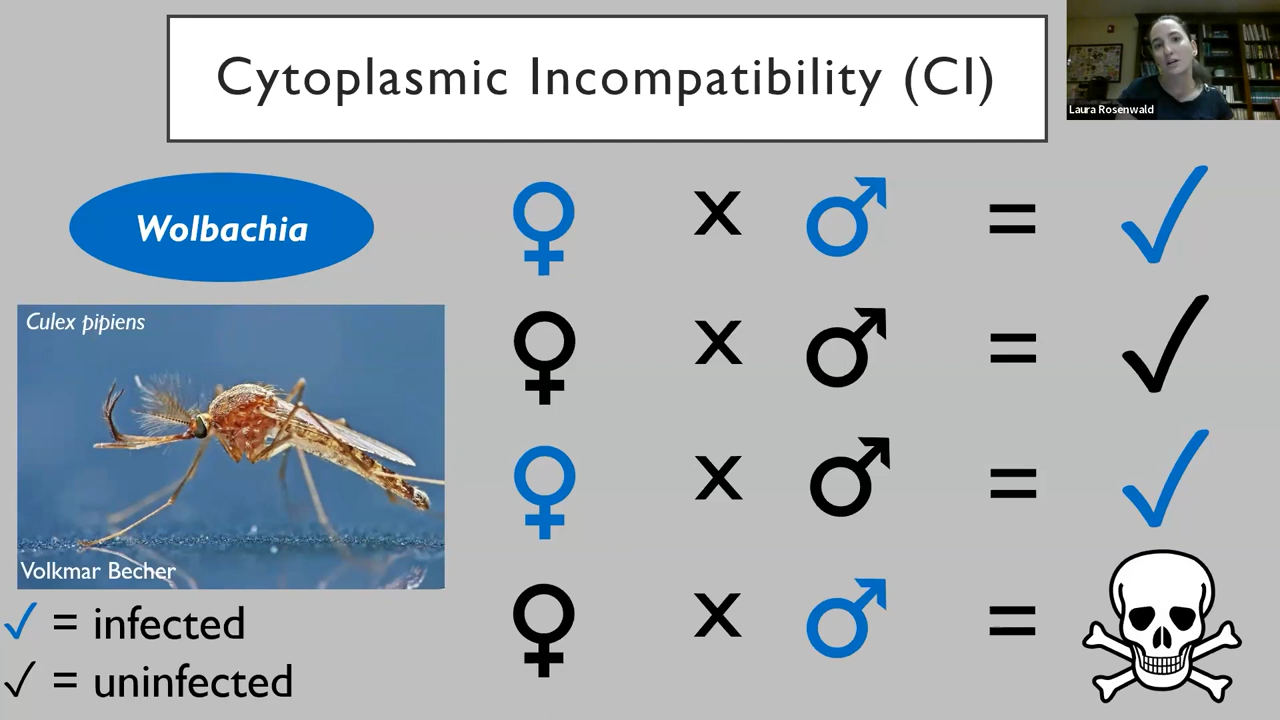 Cytoplasmic Incompatibility (CI)
Laura Rosenwald
Wolbachia
♀ x ♂ = ✓
Culex pipiens
♀ x ♂ = ✓
♀ x ♂ = ✓
Volkmar Becher
♀ x ♂ =
✓ = infected
✓ = uninfected